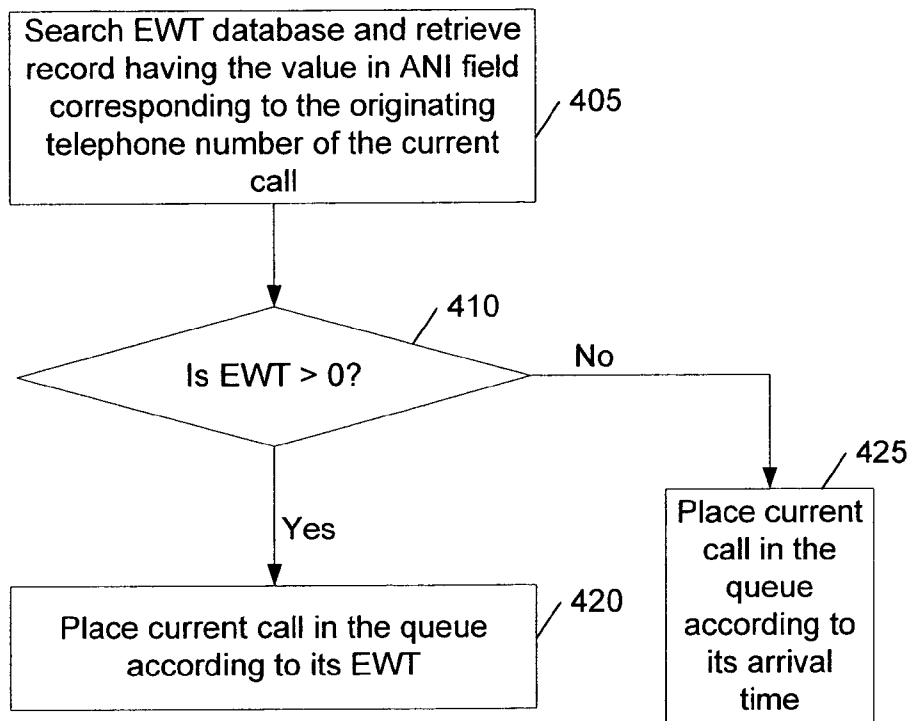 Search EWT database and retrieve
record having the value in ANI field
corresponding to the originating
telephone number of the current
call
405
410
Is EWT > 0?
No
425
Yes
Place current
call in the
queue
according to
its arrival
time
420
Place current call in the queue
according to its EWT